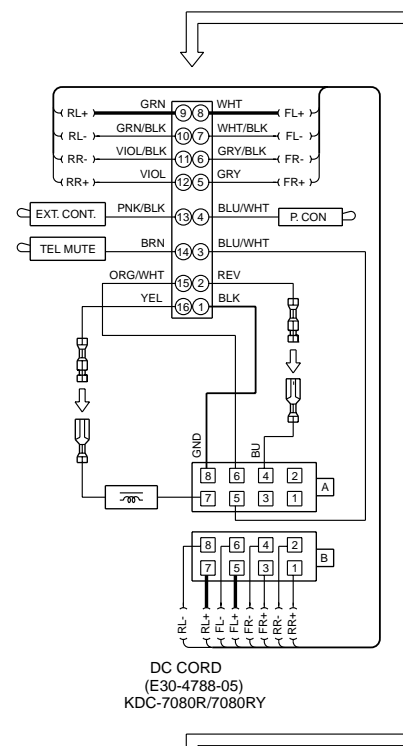 RL+ GRN 9 8 WHT FL+
RL- GRN/BLK 10 7 WHT/BLK FL-
RR- VIOL/BLK 11 6 GRY/BLK FR-
RR+ VIOL 12 5 GRY FR+
EXT. CONT. PNK/BLK 13 4 BLU/WHT P. CON
TEL MUTE BRN 14 3 BLU/WHT
ORG/WHT 15 2 REV
YEL 16 1 BLK
GND BU
8 6 4 2
A
7 5 3 1
8 6 4 2
B
7 5 3 1
RL- RL+ FL- FL+ FR- FR+ RR- RR+
DC CORD
(E30-4788-05)
KDC-7080R/7080RY